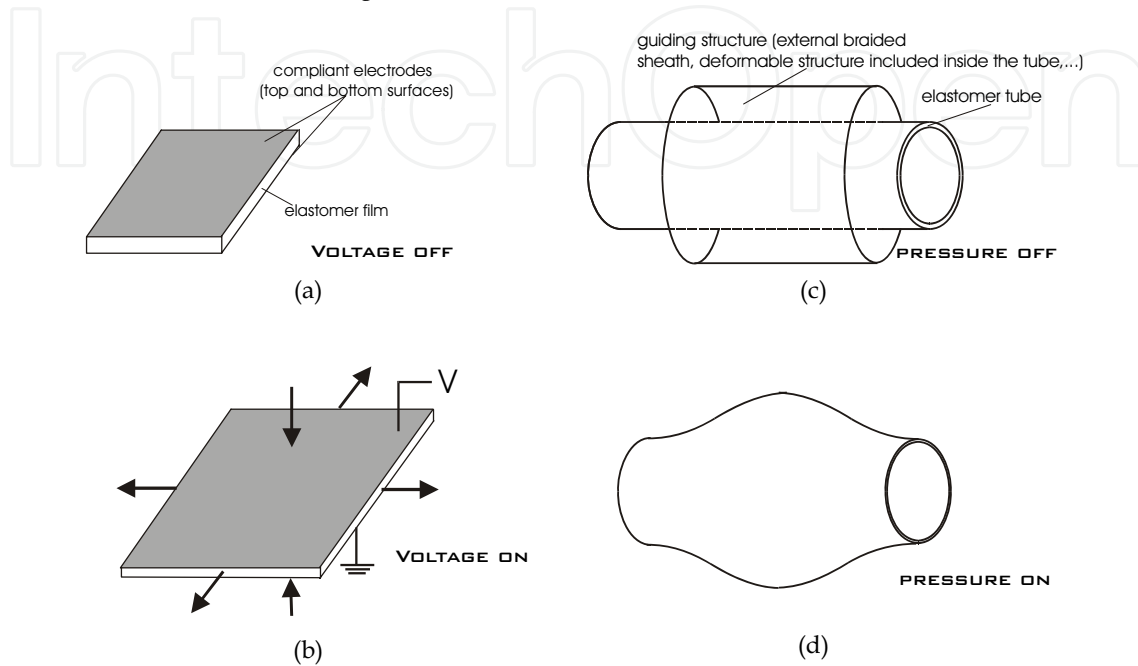 IntechOpen
compliant electrodes
(top and bottom surfaces)
elastomer film
VOLTAGE OFF
(a)
guiding structure (external braided
sheath, deformable structure included inside the tube,...)
elastomer tube
PRESSURE OFF
(c)
V
VOLTAGE ON
(b)
PRESSURE ON
(d)